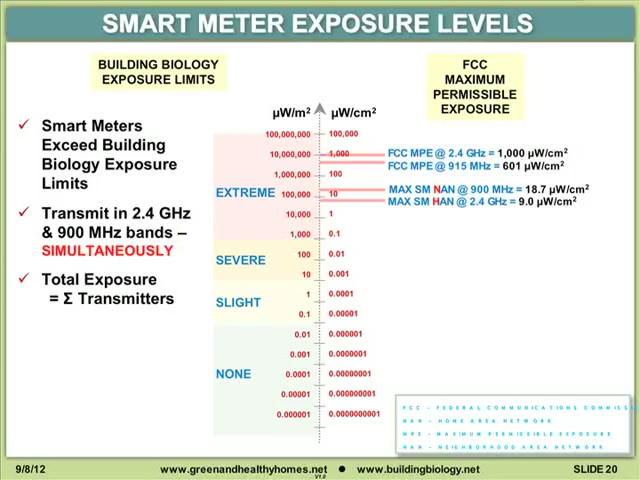 SMART METER EXPOSURE LEVELS
BUILDING BIOLOGY
EXPOSURE LIMITS
FCC
MAXIMUM
PERMISSIBLE
EXPOSURE
✓ Smart Meters
Exceed Building
Biology Exposure
Limits
✓ Transmit in 2.4 GHz
& 900 MHz bands –
SIMULTANEOUSLY
✓ Total Exposure
= Σ Transmitters
µW/m² µW/cm²
100,000,000 100,000
10,000,000 1,000
1,000,000 100
100,000 10
10,000 1
1,000 0.1
100 0.01
10 0.001
1 0.0001
0.1 0.00001
0.01 0.000001
0.001 0.0000001
0.0001 0.00000001
0.00001 0.000000001
0.000001 0.0000000001
EXTREME
SEVERE
SLIGHT
NONE
FCC MPE @ 2.4 GHz = 1,000 µW/cm²
FCC MPE @ 915 MHz = 601 µW/cm²
MAX SM NAN @ 900 MHz = 18.7 µW/cm²
MAX SM HAN @ 2.4 GHz = 9.0 µW/cm²
FCC – FEDERAL COMMUNICATIONS COMMISS
HAN – HOME AREA NETWORK
MPE – MAXIMUM PERMISSIBLE EXPOSURE
NAN – NEIGHBORHOOD AREA NETWORK
9/8/12 www.greenandhealthyhomes.net ● www.buildingbiology.net SLIDE 20
V1.0